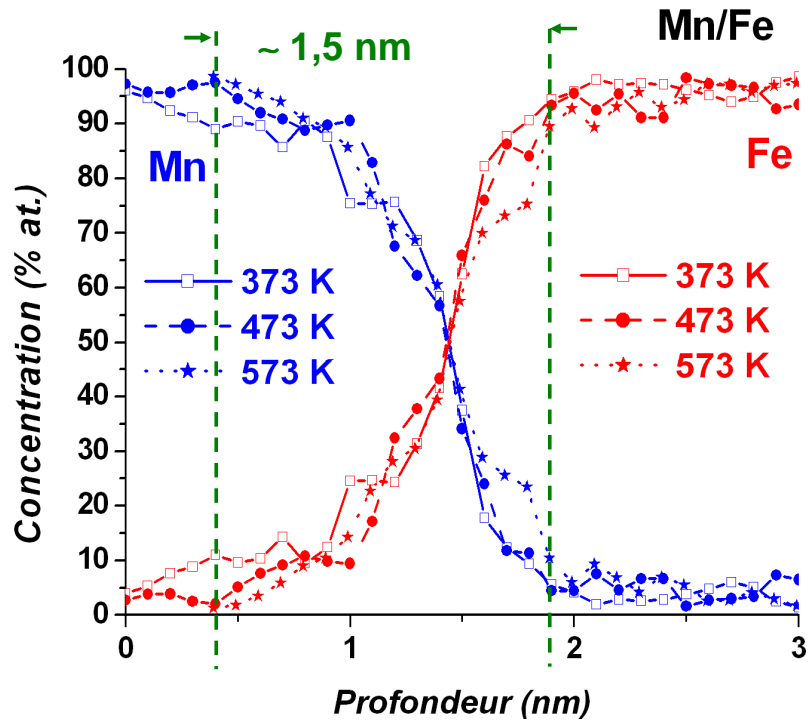 Mn/Fe
~ 1,5 nm
100
90
80
70
60
50
40
30
20
10
0
Concentration (% at.)
Mn
Fe
373 K
473 K
573 K
373 K
473 K
573 K
0
1
2
3
Profondeur (nm)